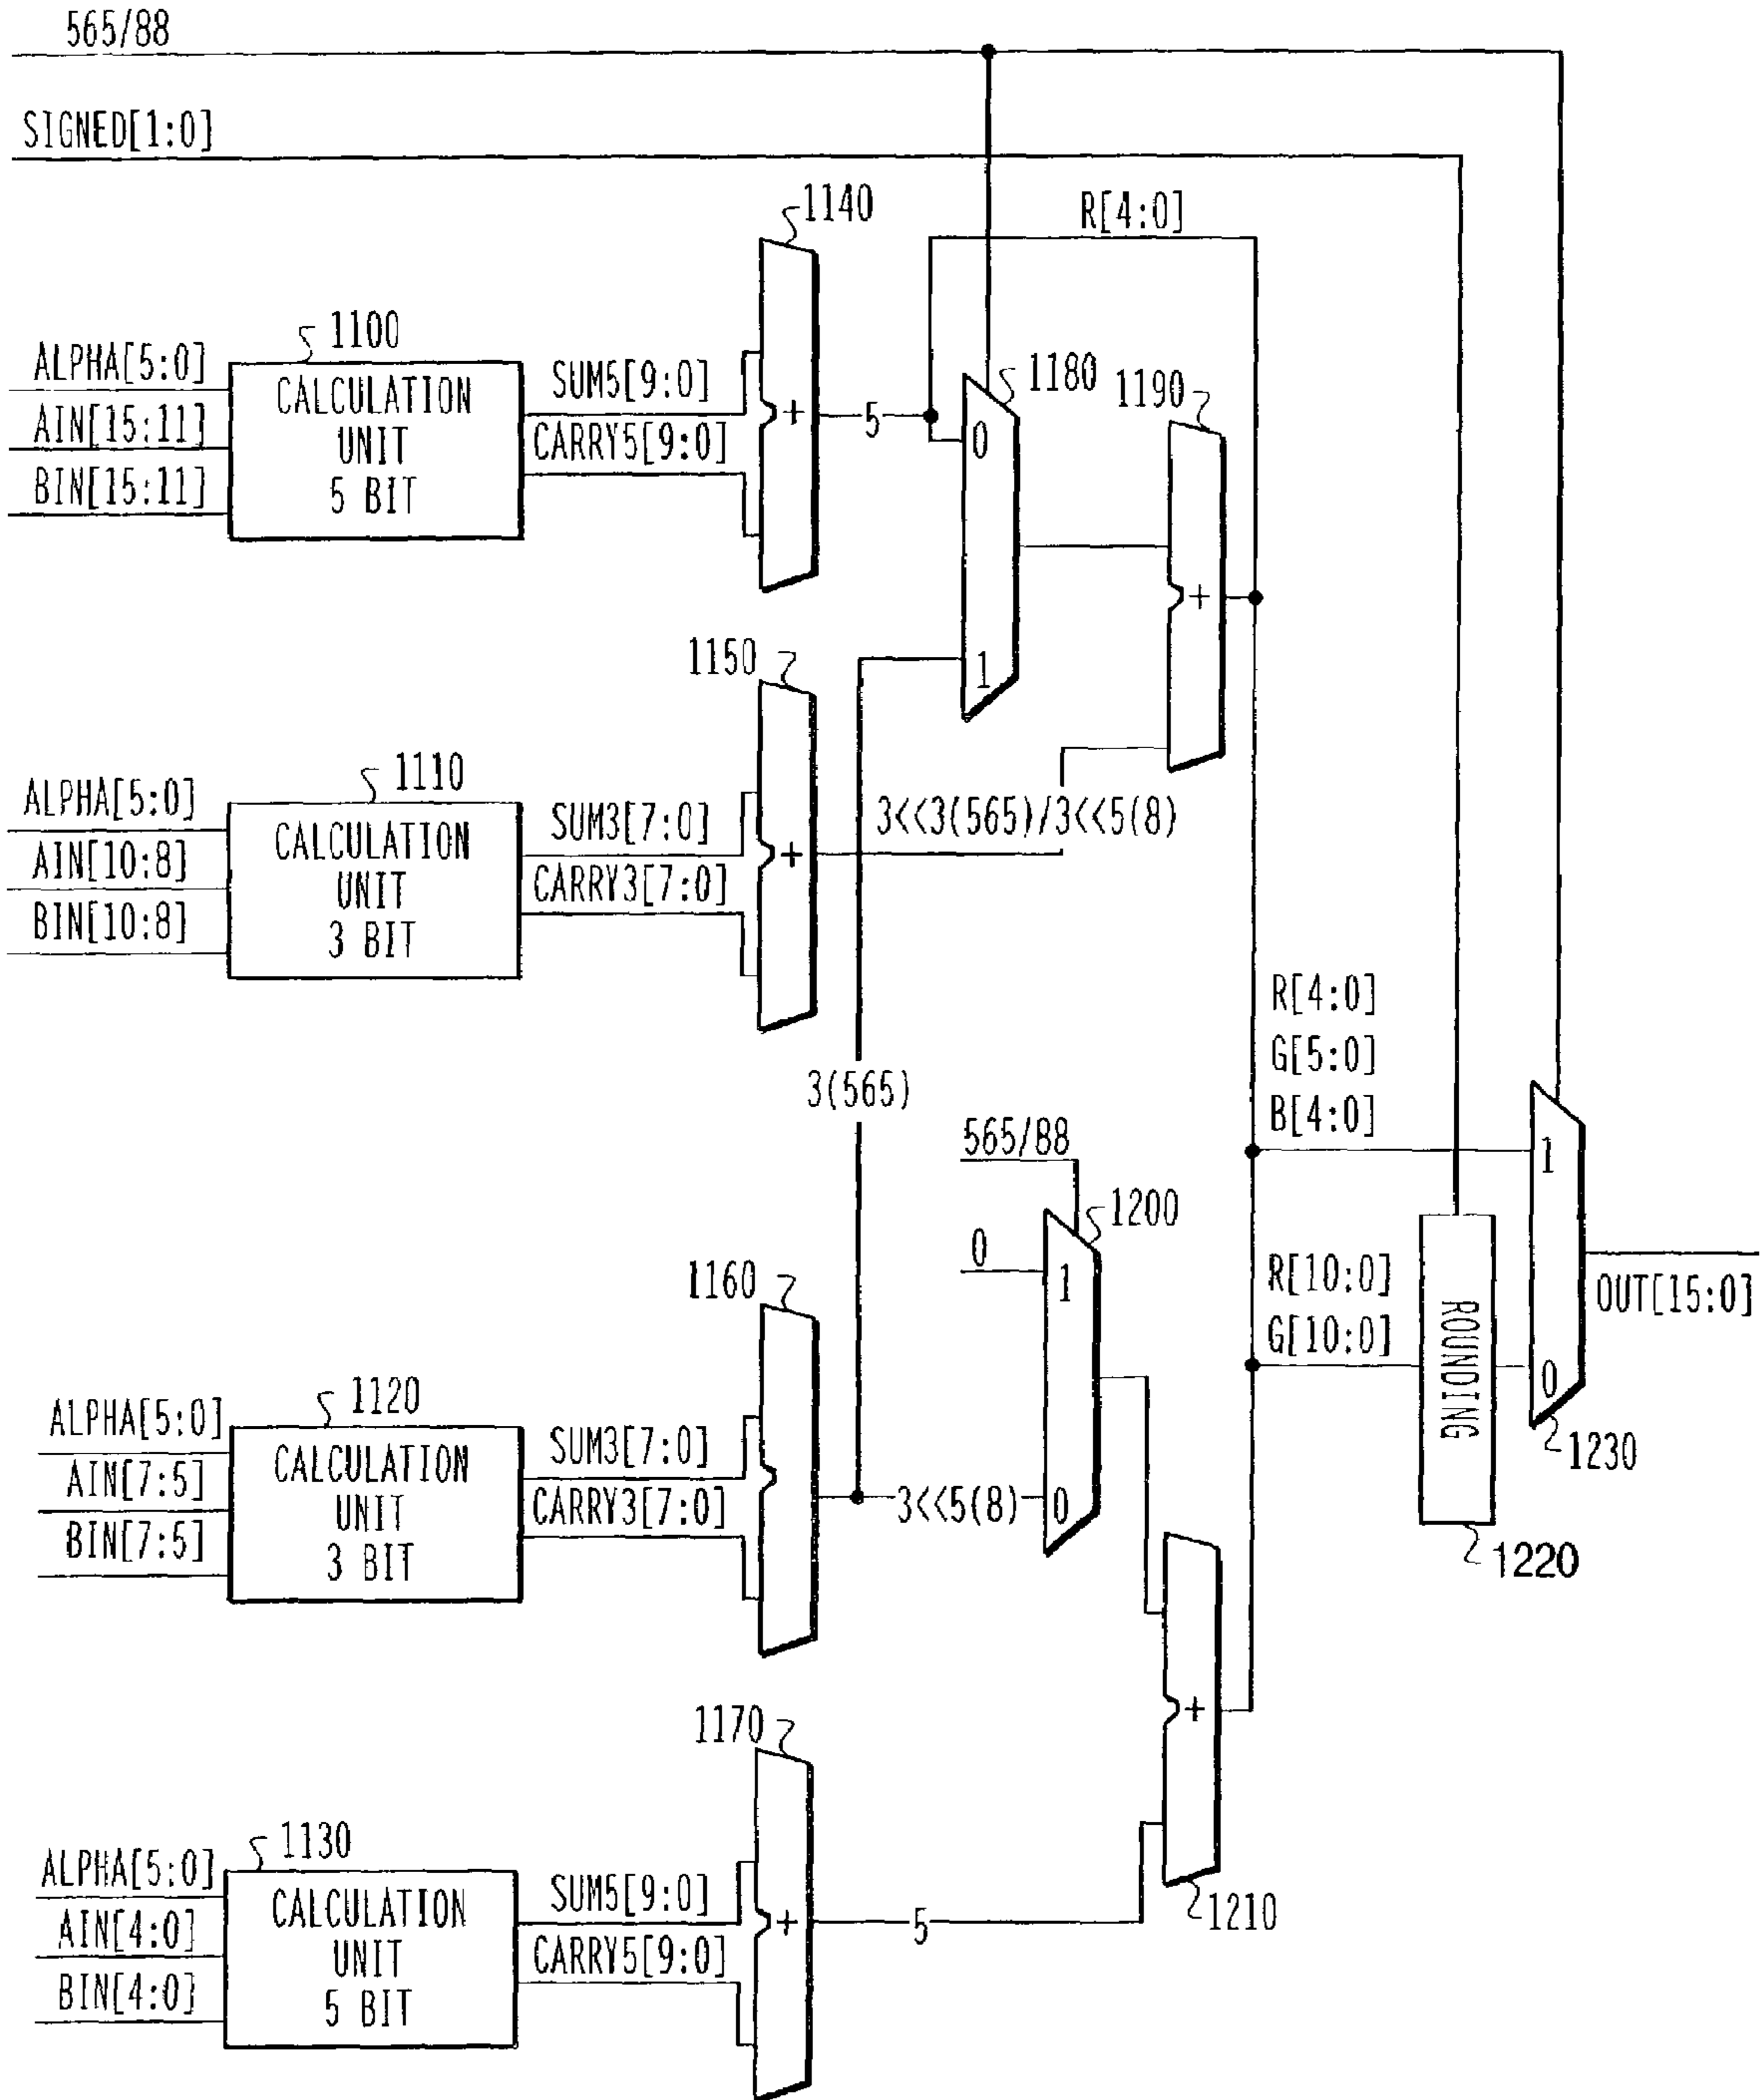 565/88
SIGNED[1:0]
1140
R[4:0]
1100
ALPHA[5:0]
AIN[15:11]
BIN[15:11]
CALCULATION
UNIT
5 BIT
SUM5[9:0]
CARRY5[9:0]
+
5
0
1180
1190
1
+
1150
1110
ALPHA[5:0]
AIN[10:8]
BIN[10:8]
CALCULATION
UNIT
3 BIT
SUM3[7:0]
CARRY3[7:0]
+
3<<3(565)/3<<5(8)
3(565)
R[4:0]
G[5:0]
B[4:0]
565/88
1
1200
0
1
1160
R[10:0]
G[10:0]
ROUNDING
OUT[15:0]
0
1230
1120
ALPHA[5:0]
AIN[7:5]
BIN[7:5]
CALCULATION
UNIT
3 BIT
SUM3[7:0]
CARRY3[7:0]
3<<5(8)
0
1220
1170
+
1210
1130
ALPHA[5:0]
AIN[4:0]
BIN[4:0]
CALCULATION
UNIT
5 BIT
SUM5[9:0]
CARRY5[9:0]
+
5